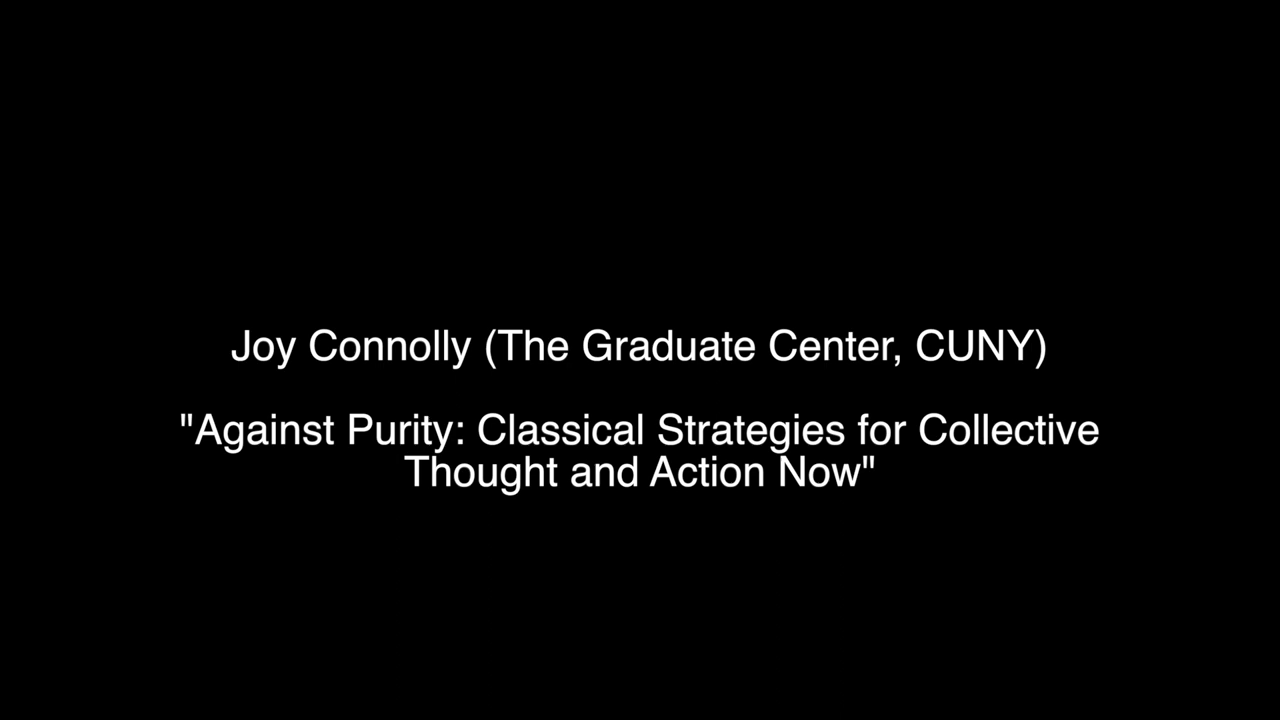 Joy Connolly (The Graduate Center, CUNY)
"Against Purity: Classical Strategies for Collective
Thought and Action Now"